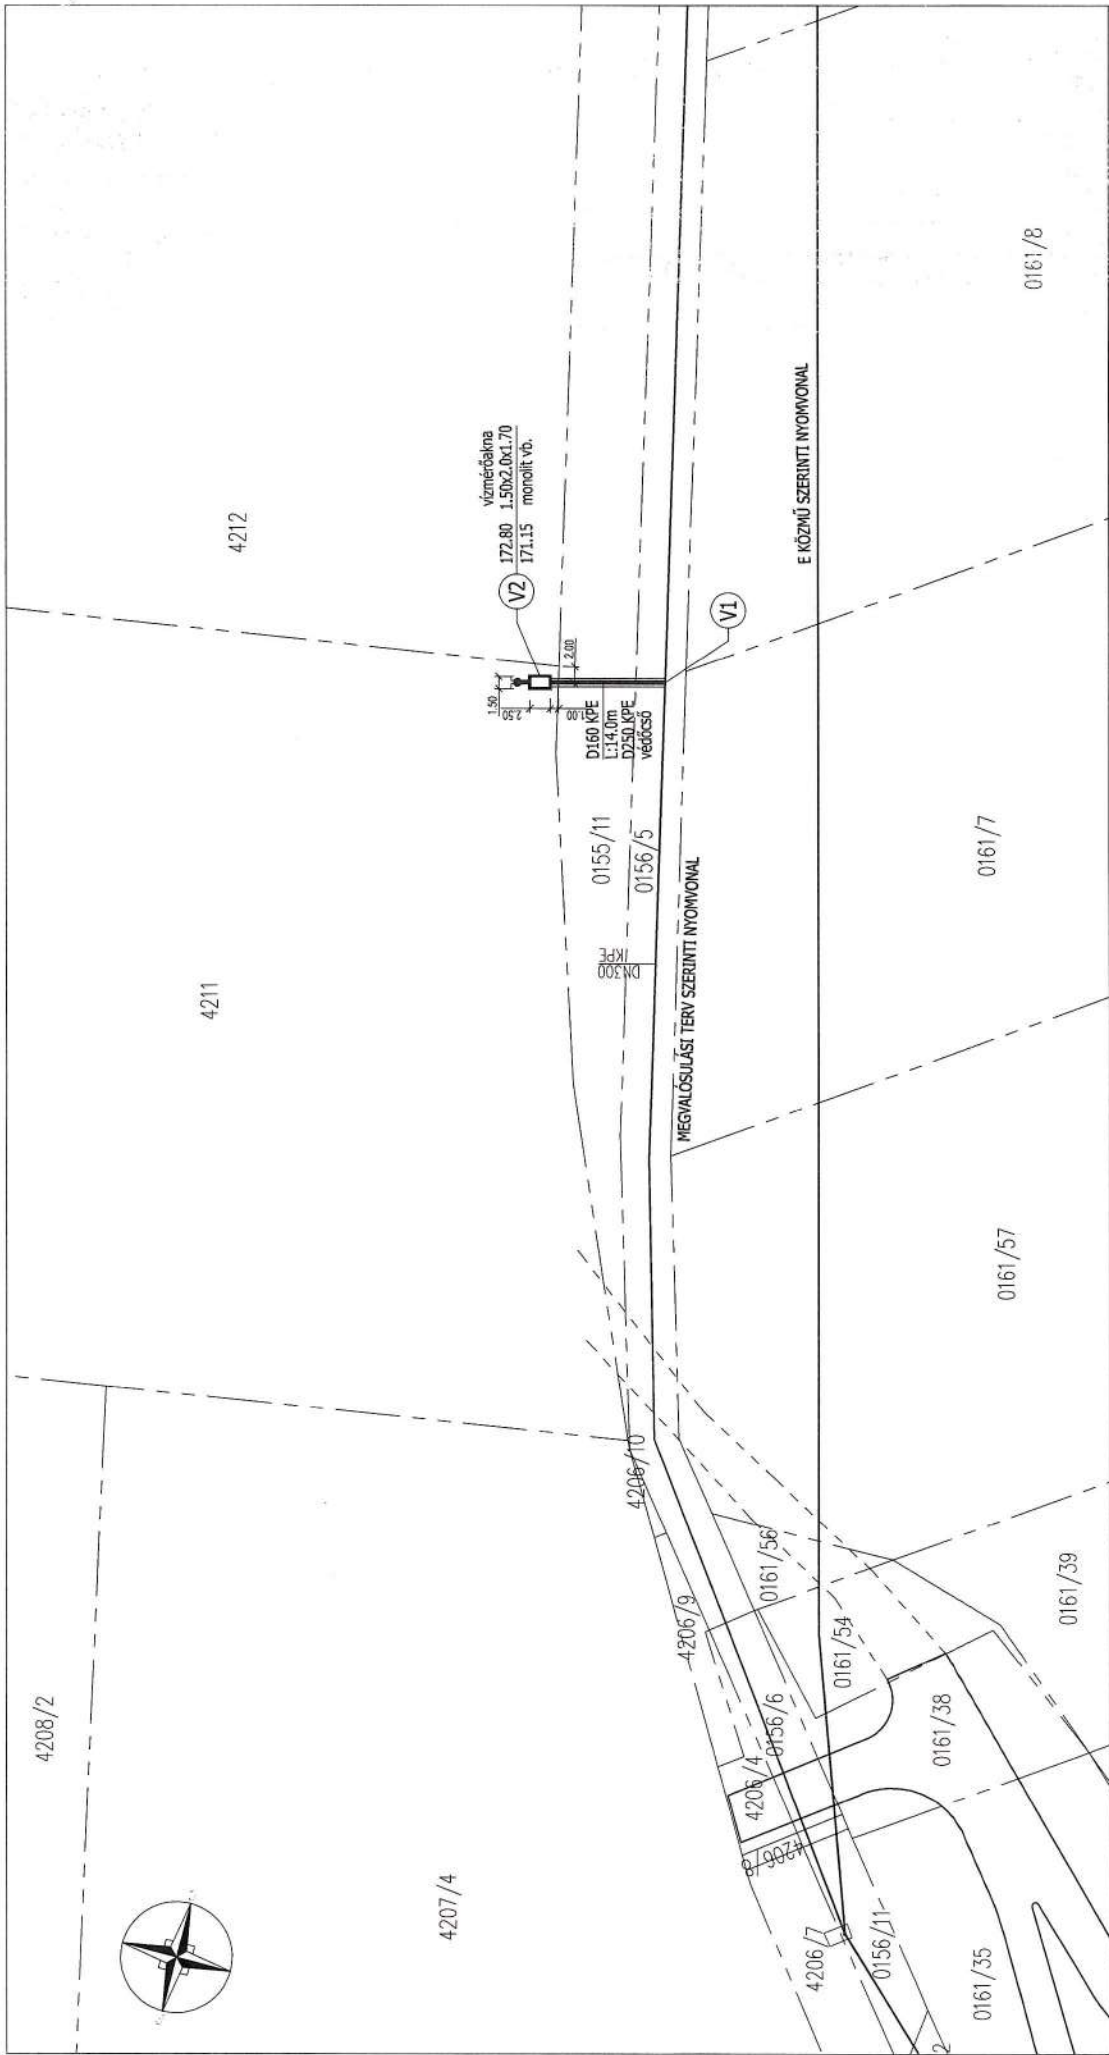 4212
vízmérőakna
172.80 1.50x2.0x1.70
171.15 monolit vb.
V2
2.00
1.50
2.50
1.00
D160 KPE
L:14.0m
D250 KPE
védőcső
V1
E KÖZMŰ SZERINTI NYOMVONAL
0161/8
4211
0155/11
0156/5
DN300
KPE
MEGVALÓSULÁSI TERV SZERINTI NYOMVONAL
0161/7
0161/57
4208/2
4206/10
4206/9
0161/56
0161/54
0161/39
0156/6
4206/4
0161/38
4206/8
4207/4
4206/7
0156/11
0161/35
2